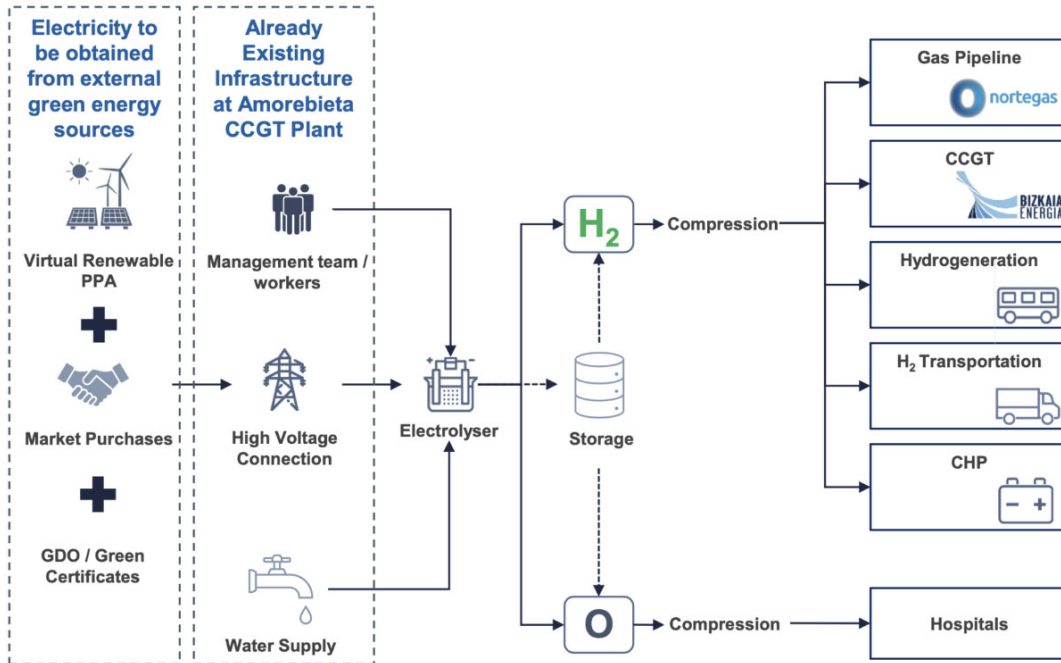 Electricity to
be obtained
from external
green energy
sources
Virtual Renewable
PPA
Market Purchases
GDO / Green
Certificates
Already
Existing
Infrastructure
at Amorebieta
CCGT Plant
Management team /
workers
High Voltage
Connection
Water Supply
Electrolyser
H₂
Storage
O
Compression
Compression
Gas Pipeline
nortegas
CCGT
BIZKAIA
ENERGIA
Hydrogeneration
H₂ Transportation
CHP
Hospitals